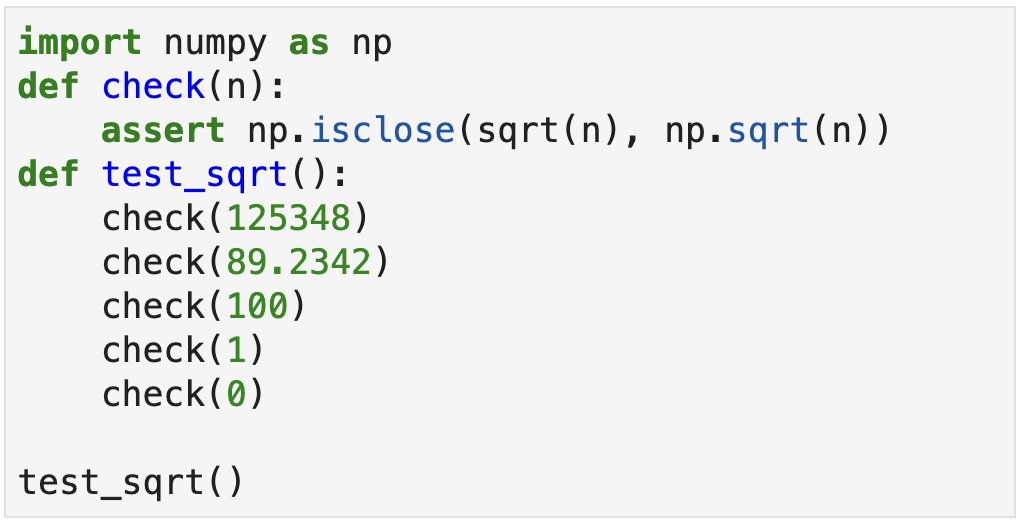 import numpy as np
def check(n):
    assert np.isclose(sqrt(n), np.sqrt(n))
def test_sqrt():
    check(125348)
    check(89.2342)
    check(100)
    check(1)
    check(0)

test_sqrt()